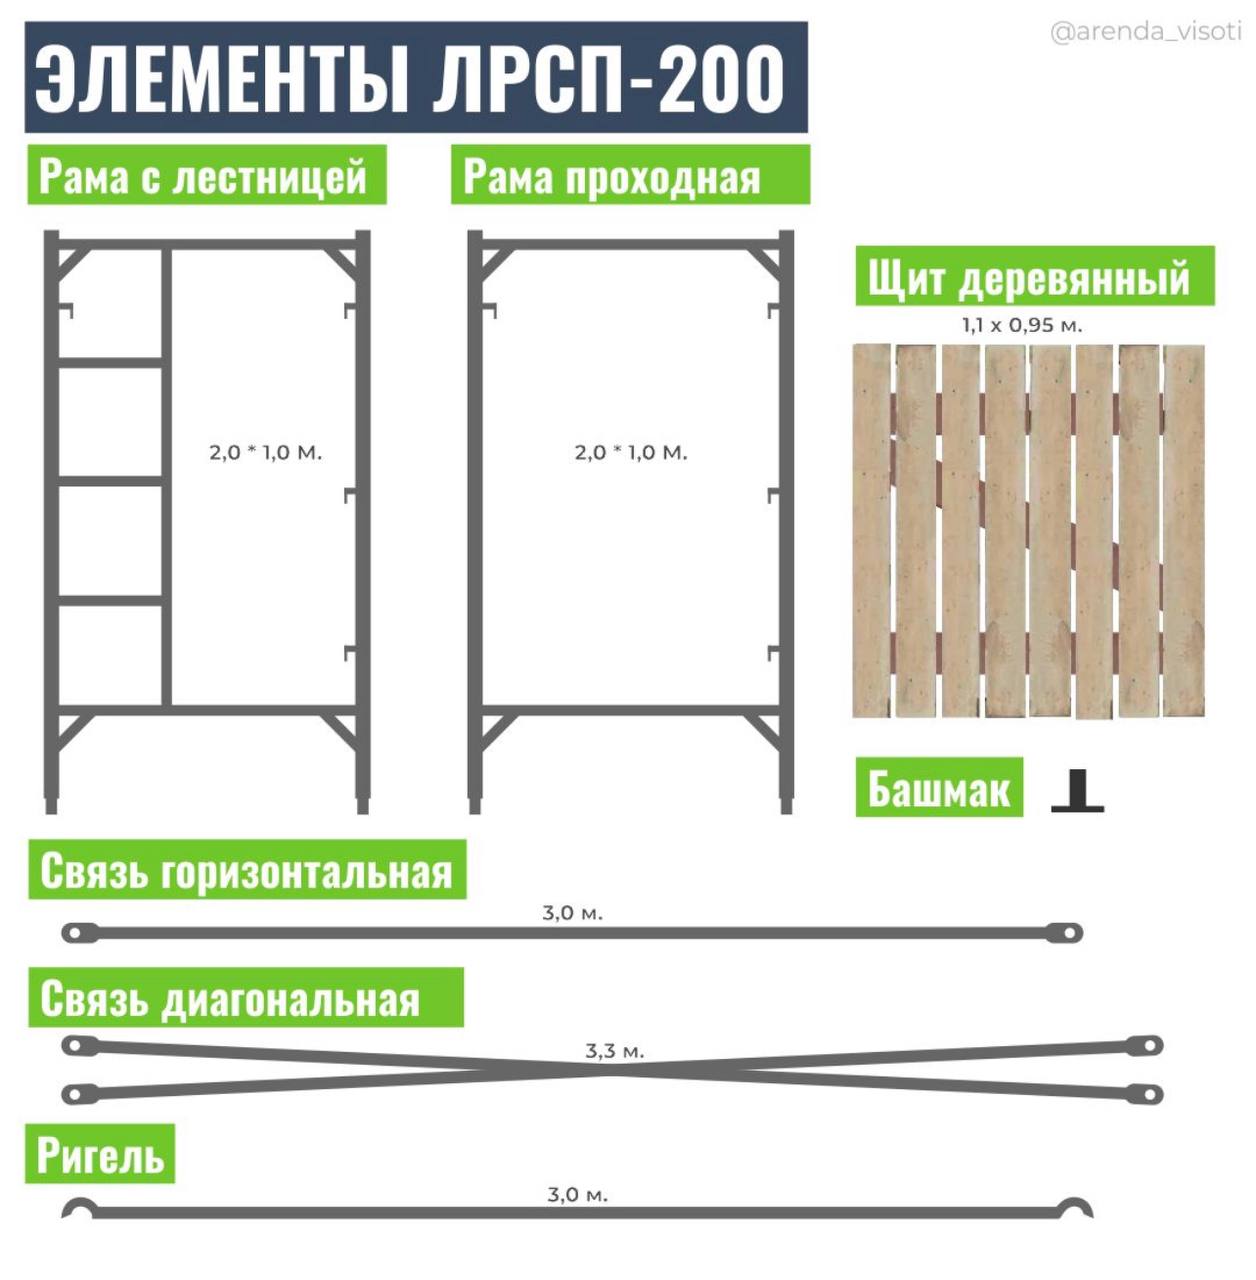 @arenda_visoti
ЭЛЕМЕНТЫ ЛРСП-200
Рама с лестницей
Рама проходная
2,0 * 1,0 М.
2,0 * 1,0 М.
Щит деревянный
1,1 х 0,95 м.
Башмак
Связь горизонтальная
3,0 м.
Связь диагональная
3,3 м.
Ригель
3,0 м.